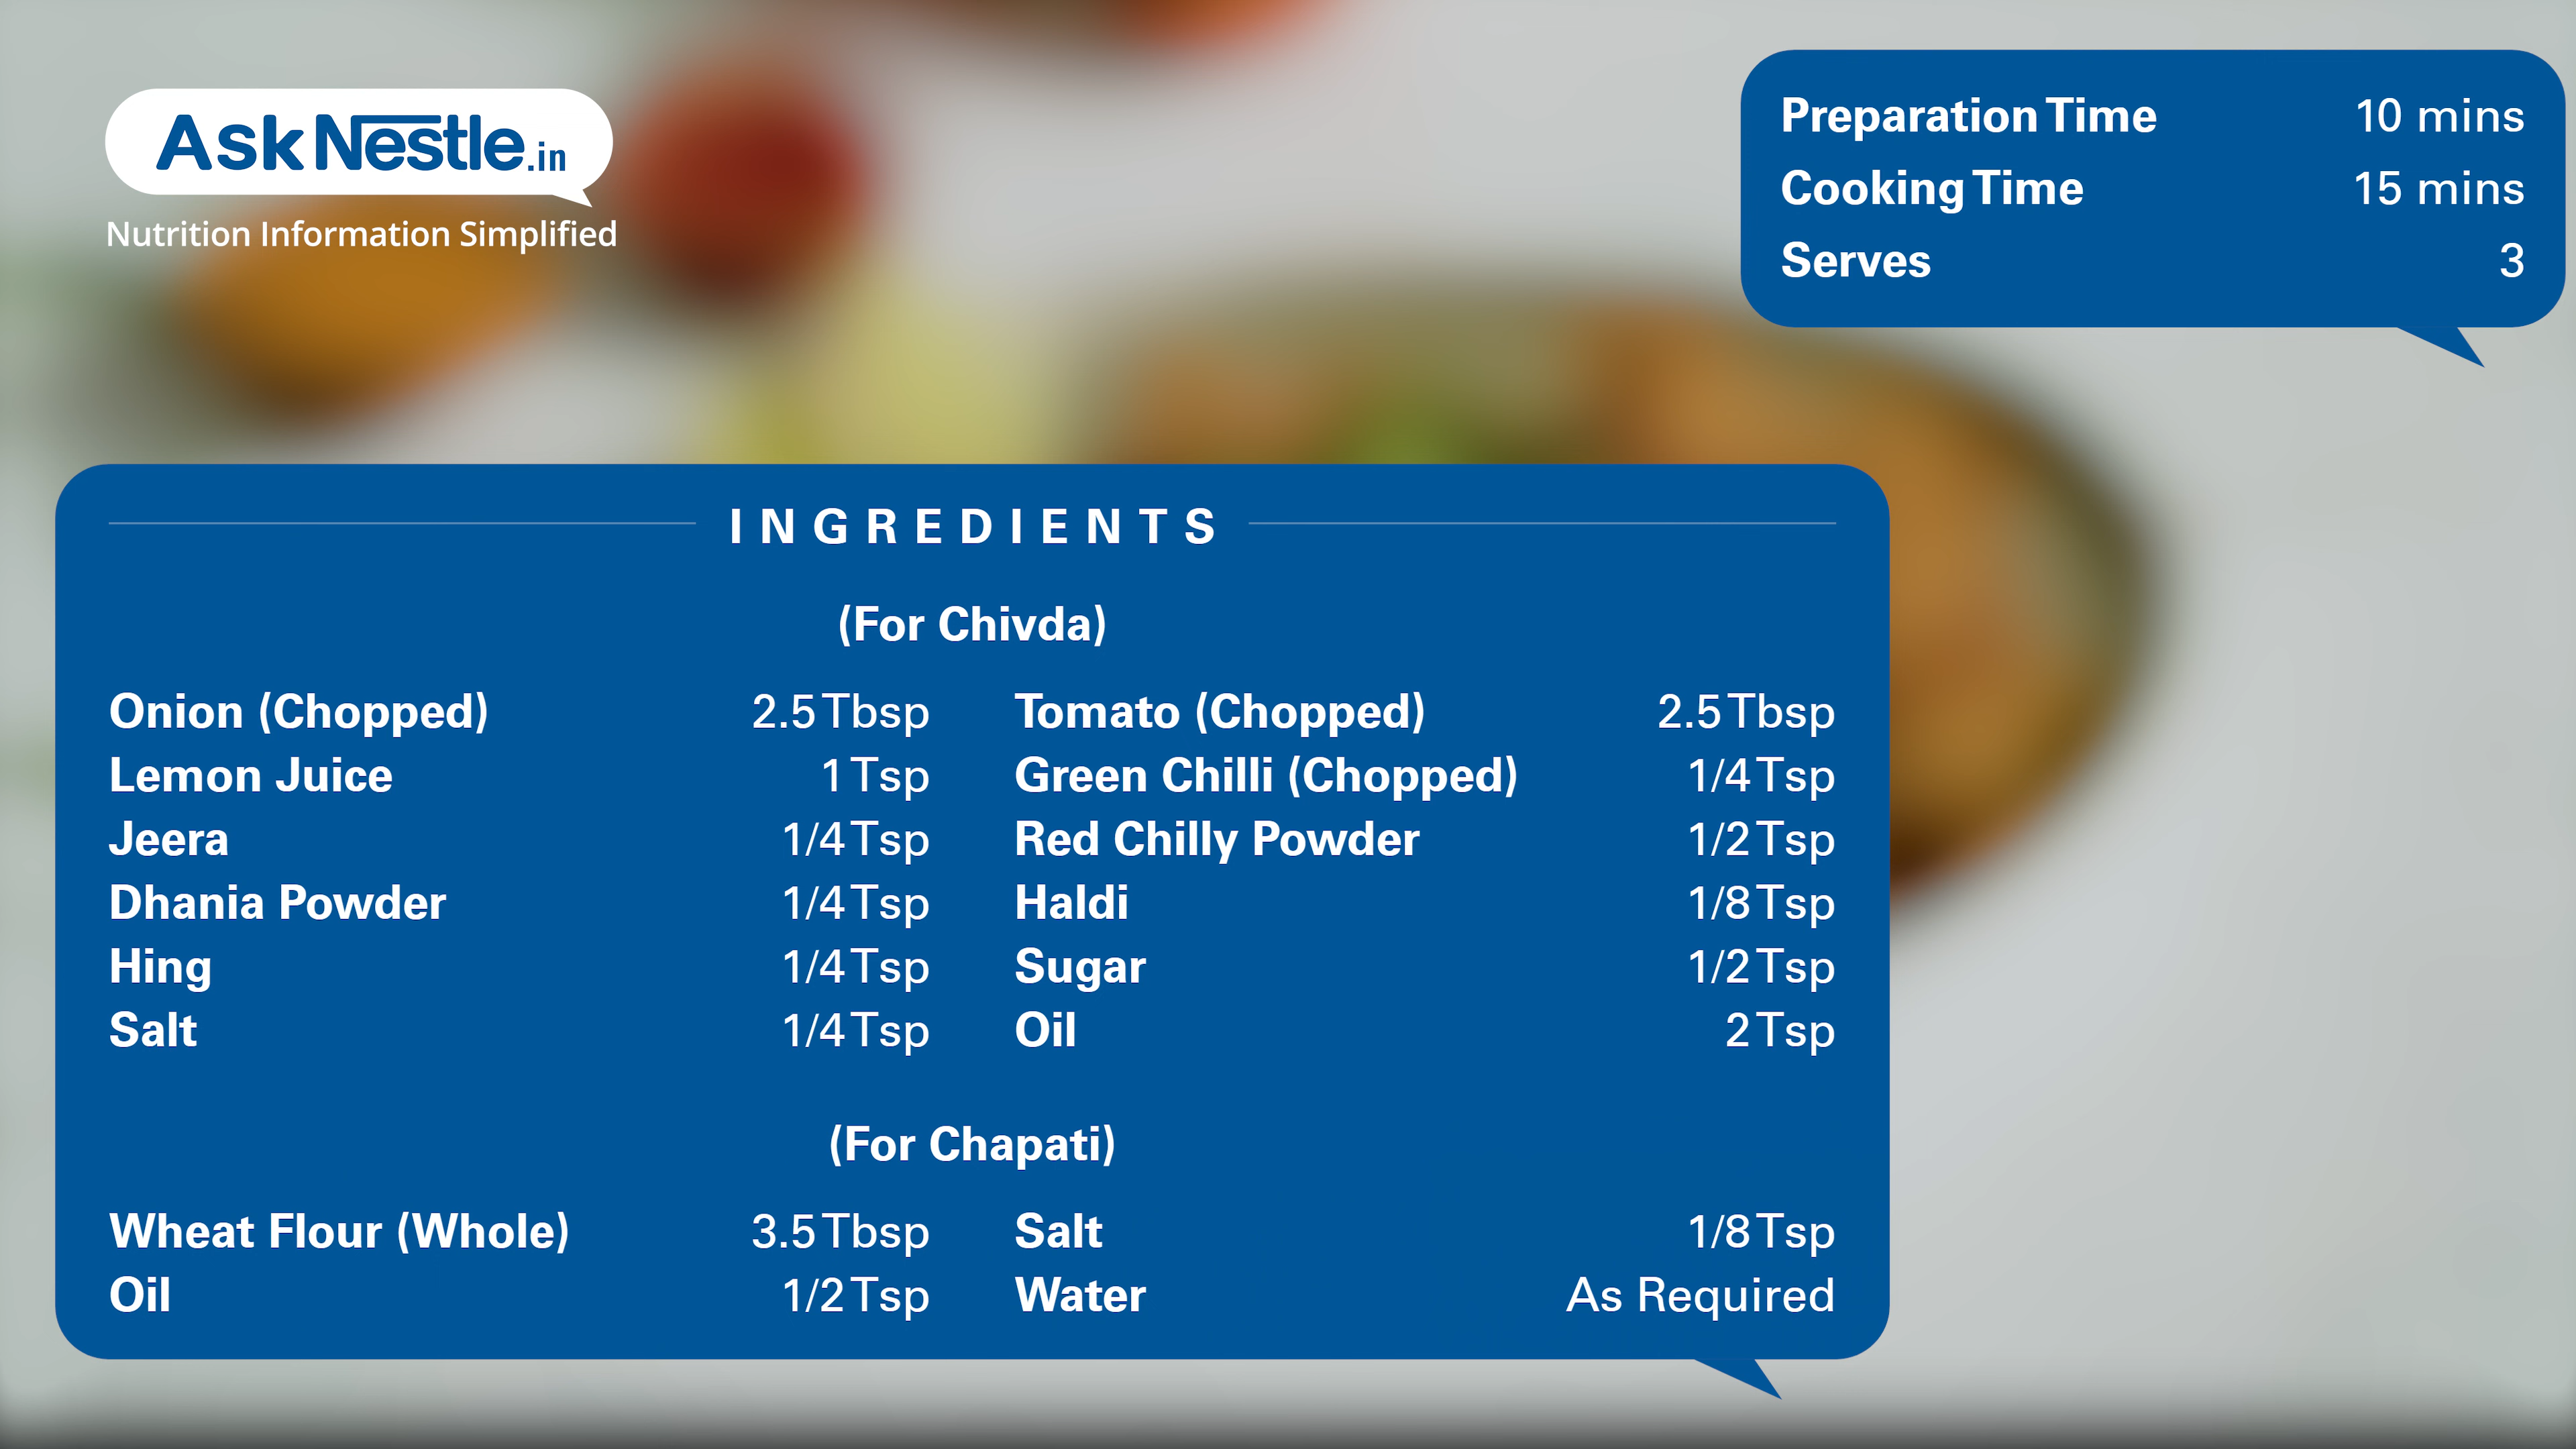 AskNestle.in
Nutrition Information Simplified
Preparation Time 10 mins
Cooking Time 15 mins
Serves 3
INGREDIENTS
(For Chivda)
Onion (Chopped) 2.5 Tbsp Tomato (Chopped) 2.5 Tbsp
Lemon Juice 1 Tsp Green Chilli (Chopped) 1/4 Tsp
Jeera 1/4 Tsp Red Chilly Powder 1/2 Tsp
Dhania Powder 1/4 Tsp Haldi 1/8 Tsp
Hing 1/4 Tsp Sugar 1/2 Tsp
Salt 1/4 Tsp Oil 2 Tsp
(For Chapati)
Wheat Flour (Whole) 3.5 Tbsp Salt 1/8 Tsp
Oil 1/2 Tsp Water As Required